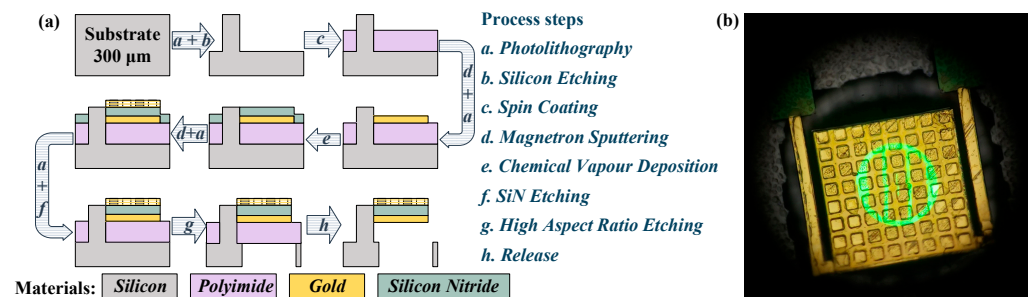 (a)
Substrate
300 μm
a + b
c
d + a
e
d+a
a + f
g
h
Process steps
a. Photolithography
b. Silicon Etching
c. Spin Coating
d. Magnetron Sputtering
e. Chemical Vapour Deposition
f. SiN Etching
g. High Aspect Ratio Etching
h. Release
Materials: Silicon Polyimide Gold Silicon Nitride
(b)